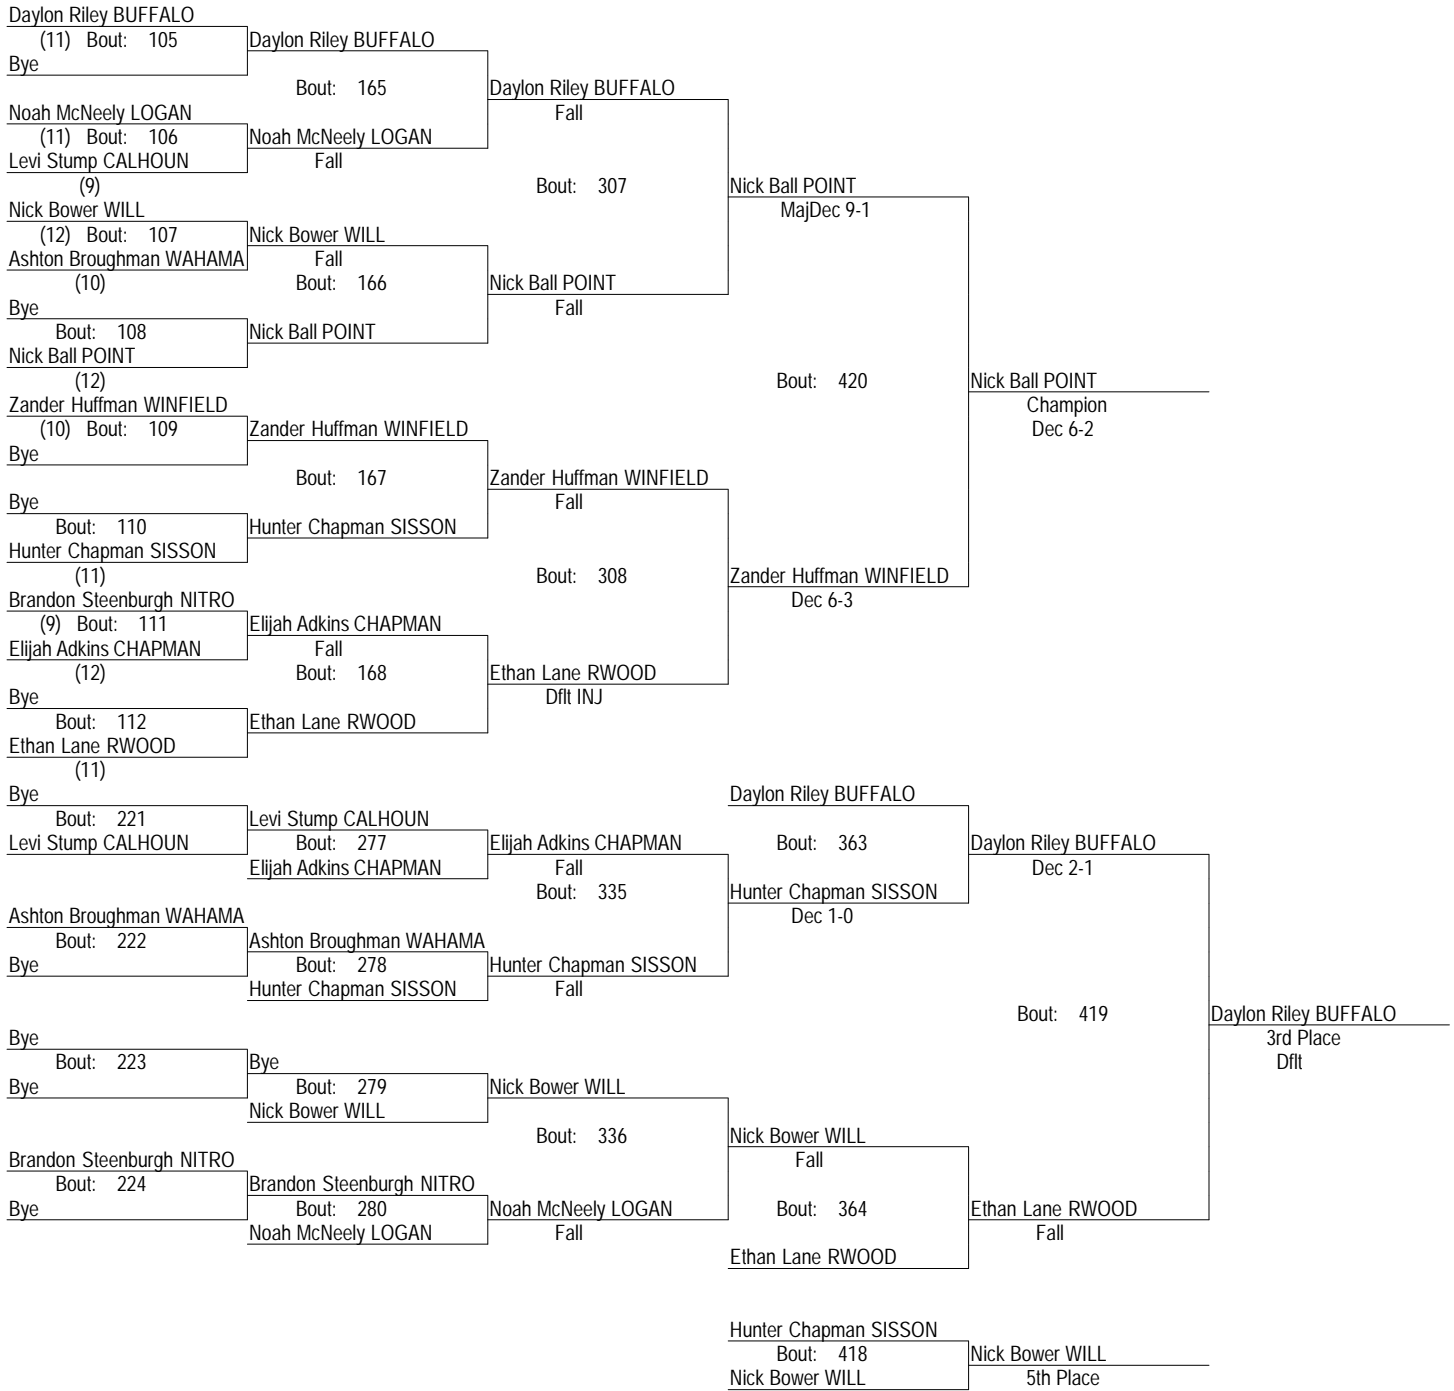 Daylon Riley BUFFALO
(11) Bout: 105 Daylon Riley BUFFALO
Bye
Bout: 165 Daylon Riley BUFFALO
Noah McNeely LOGAN Fall
(11) Bout: 106 Noah McNeely LOGAN
Levi Stump CALHOUN Fall
(9) Bout: 307 Nick Ball POINT
Nick Bower WILL MajDec 9-1
(12) Bout: 107 Nick Bower WILL
Ashton Broughman WAHAMA Fall
(10) Bout: 166 Nick Ball POINT
Bye Fall
Bout: 108 Nick Ball POINT
Nick Ball POINT
(12) Bout: 420 Nick Ball POINT
Zander Huffman WINFIELD Champion
(10) Bout: 109 Zander Huffman WINFIELD Dec 6-2
Bye
Bout: 167 Zander Huffman WINFIELD
Bye Fall
Bout: 110 Hunter Chapman SISSON
Hunter Chapman SISSON
(11) Bout: 308 Zander Huffman WINFIELD
Brandon Steenburgh NITRO Dec 6-3
(9) Bout: 111 Elijah Adkins CHAPMAN
Elijah Adkins CHAPMAN Fall
(12) Bout: 168 Ethan Lane RWOOD
Bye Dflt INJ
Bout: 112 Ethan Lane RWOOD
Ethan Lane RWOOD
(11)
Bye Daylon Riley BUFFALO
Bout: 221 Levi Stump CALHOUN
Levi Stump CALHOUN Bout: 277 Elijah Adkins CHAPMAN Bout: 363 Daylon Riley BUFFALO
Elijah Adkins CHAPMAN Fall Dec 2-1
Bout: 335 Hunter Chapman SISSON
Ashton Broughman WAHAMA Dec 1-0
Bout: 222 Ashton Broughman WAHAMA
Bye Bout: 278 Hunter Chapman SISSON
Hunter Chapman SISSON Fall
Bout: 419 Daylon Riley BUFFALO
Bye 3rd Place
Bout: 223 Bye Dflt
Bye Bout: 279 Nick Bower WILL
Nick Bower WILL
Bout: 336 Nick Bower WILL
Brandon Steenburgh NITRO Fall
Bout: 224 Brandon Steenburgh NITRO
Bye Bout: 280 Noah McNeely LOGAN Bout: 364 Ethan Lane RWOOD
Noah McNeely LOGAN Fall Fall
Ethan Lane RWOOD
Hunter Chapman SISSON
Bout: 418 Nick Bower WILL
Nick Bower WILL 5th Place